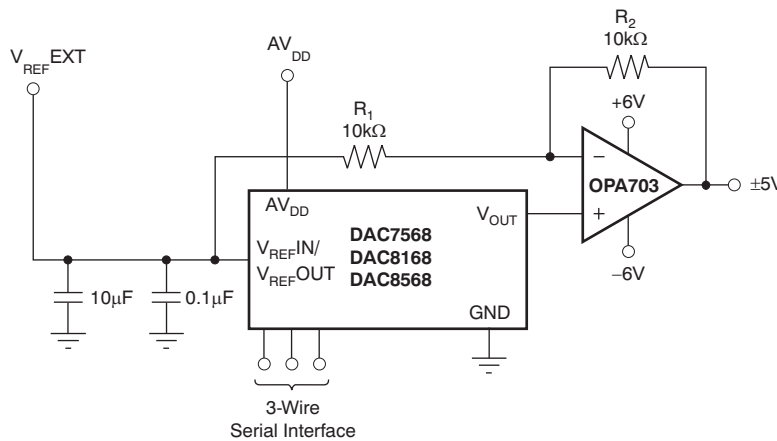 R2
10kΩ
AVDD
VREFEXT
+6V
R1
10kΩ
−
OPA703
±5V
+
AVDD
VOUT
DAC7568
VREFIN/
DAC8168
VREFOUT
DAC8568
−6V
10μF
0.1μF
GND
3-Wire
Serial Interface